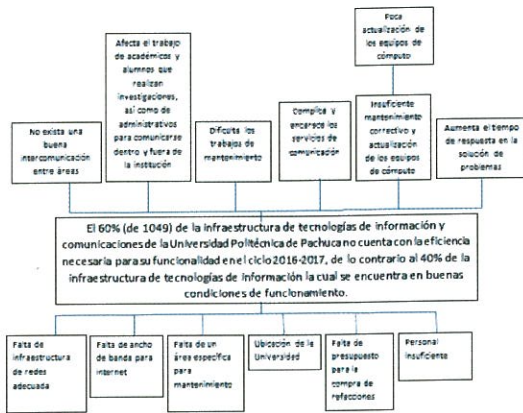 Poca
actualización de
los equipos de
cómputo
Afecta el trabajo
de académicos y
alumnos que
realizan
investigaciones,
así como de
administrativos
para comunicarse
dentro y fuera de
la institución
No exista una
buena
intercomunicación
entre áreas
Dificulta los
trabajos de
mantenimiento
Complica y
encarece los
servicios de
comunicación
Insuficiente
mantenimiento
correctivo y
actualización
de los equipos
de cómputo
Aumenta el tiempo
de respuesta en la
solución de
problemas
El 60% (de 1049) de la infraestructura de tecnologías de información y
comunicaciones de la Universidad Politécnica de Pachuca no cuenta con la eficiencia
necesaria para su funcionalidad en el ciclo 2016-2017, de lo contrario al 40% de la
infraestructura de tecnologías de información la cual se encuentra en buenas
condiciones de funcionamiento.
Falta de
infraestructura
de redes
adecuada
Falta de ancho
de banda para
internet
Falta de un
área específica
para
mantenimiento
Ubicación de la
Universidad
Falta de
presupuesto
para la
compra de
refacciones
Personal
insuficiente